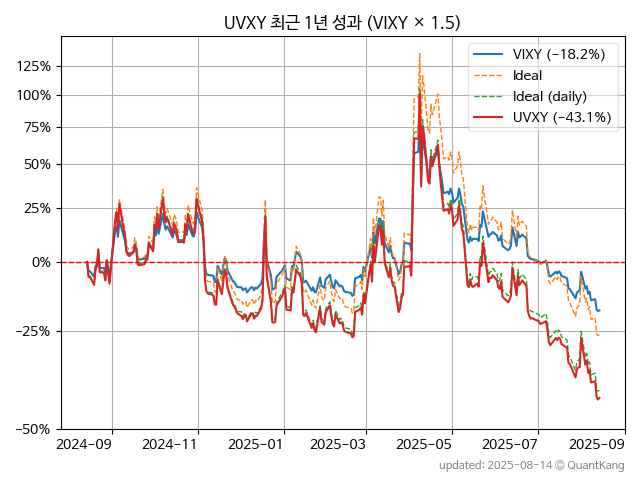 UVXY 최근 1년 성과 (VIXY × 1.5)
VIXY (−18.2%)
Ideal
Ideal (daily)
UVXY (−43.1%)
125%
100%
75%
50%
25%
0%
−25%
−50%
2024-09 2024-11 2025-01 2025-03 2025-05 2025-07 2025-09
updated: 2025-08-14 © QuantKang